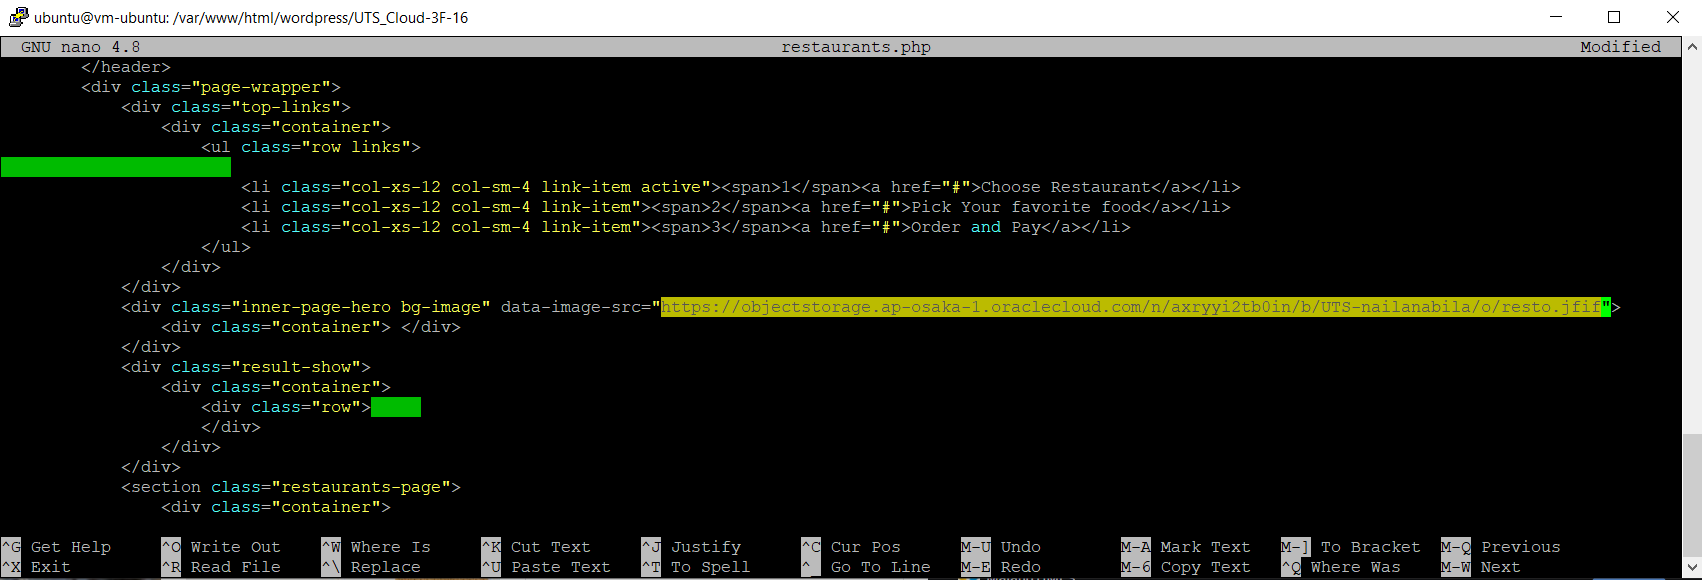 ubuntu@vm-ubuntu: /var/www/html/wordpress/UTS_Cloud-3F-16
GNU nano 4.8 restaurants.php Modified
</header>
<div class="page-wrapper">
<div class="top-links">
<div class="container">
<ul class="row links">
<li class="col-xs-12 col-sm-4 link-item active"><span>1</span><a href="#">Choose Restaurant</a></li>
<li class="col-xs-12 col-sm-4 link-item"><span>2</span><a href="#">Pick Your favorite food</a></li>
<li class="col-xs-12 col-sm-4 link-item"><span>3</span><a href="#">Order and Pay</a></li>
</ul>
</div>
</div>
<div class="inner-page-hero bg-image" data-image-src="https://objectstorage.ap-osaka-1.oraclecloud.com/n/axryyi2tb0in/b/UTS-nailanabila/o/resto.jfif">
<div class="container"> </div>
</div>
<div class="result-show">
<div class="container">
<div class="row">
</div>
</div>
</div>
<section class="restaurants-page">
<div class="container">
^G Get Help ^O Write Out ^W Where Is ^K Cut Text ^J Justify ^C Cur Pos M-U Undo M-A Mark Text M-] To Bracket M-Q Previous
^X Exit ^R Read File ^\ Replace ^U Paste Text ^T To Spell ^_ Go To Line M-E Redo M-6 Copy Text ^Q Where Was M-W Next